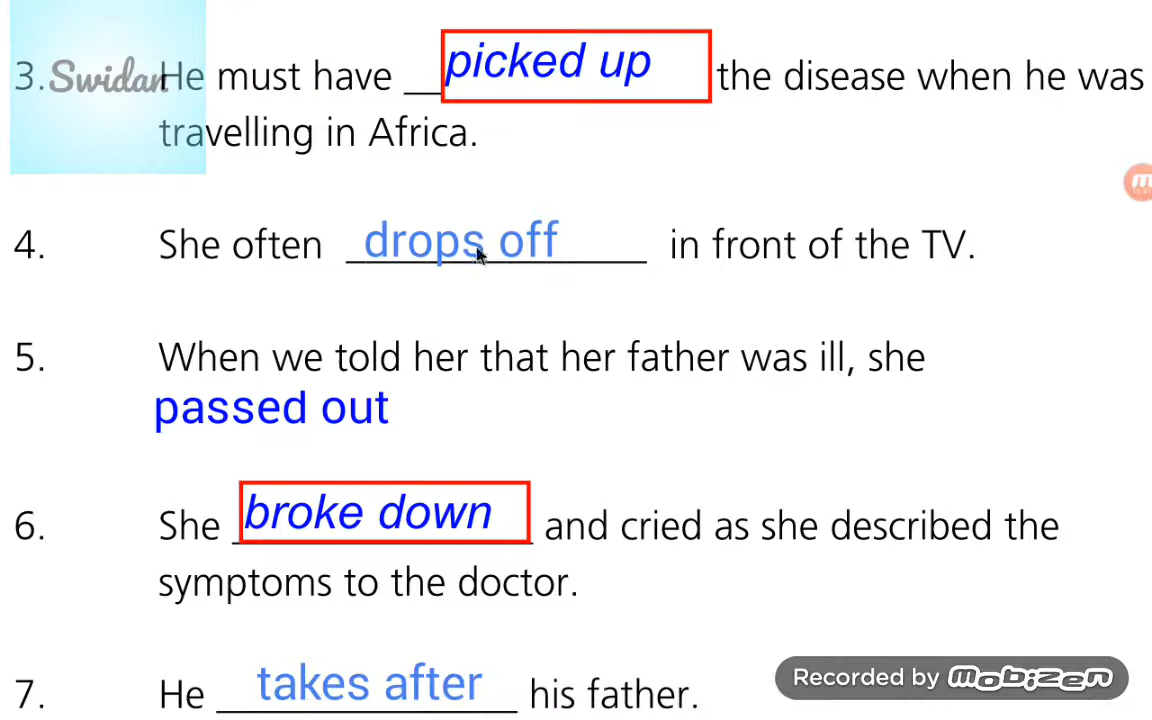 3. Swidan He must have __ picked up the disease when he was
travelling in Africa.
4. She often drops off in front of the TV.
5. When we told her that her father was ill, she
passed out
6. She broke down and cried as she described the
symptoms to the doctor.
7. He takes after his father.
Recorded by mobizen